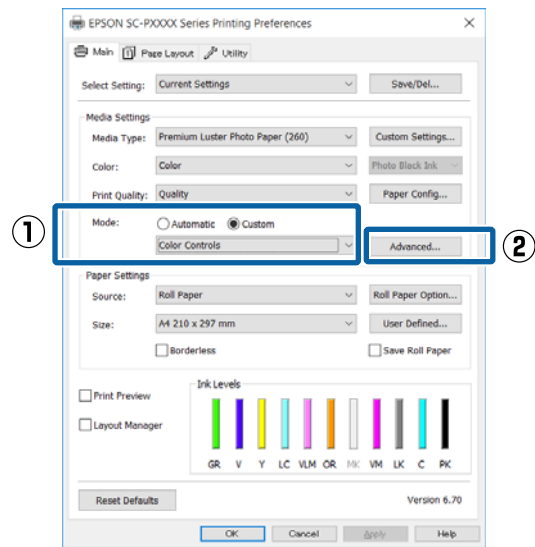 EPSON SC-PXXXX Series Printing Preferences
Main Page Layout Utility
Select Setting: Current Settings Save/Del...
Media Settings
Media Type: Premium Luster Photo Paper (260) Custom Settings...
Color: Color Photo Black Ink
Print Quality: Quality Paper Config...
① Mode: Automatic Custom
Color Controls Advanced... ②
Paper Settings
Source: Roll Paper Roll Paper Option...
Size: A4 210 x 297 mm User Defined...
Borderless Save Roll Paper
Ink Levels
Print Preview
Layout Manager
GR V Y LC VLM OR MK VM LK C PK
Reset Defaults Version 6.70
OK Cancel Apply Help